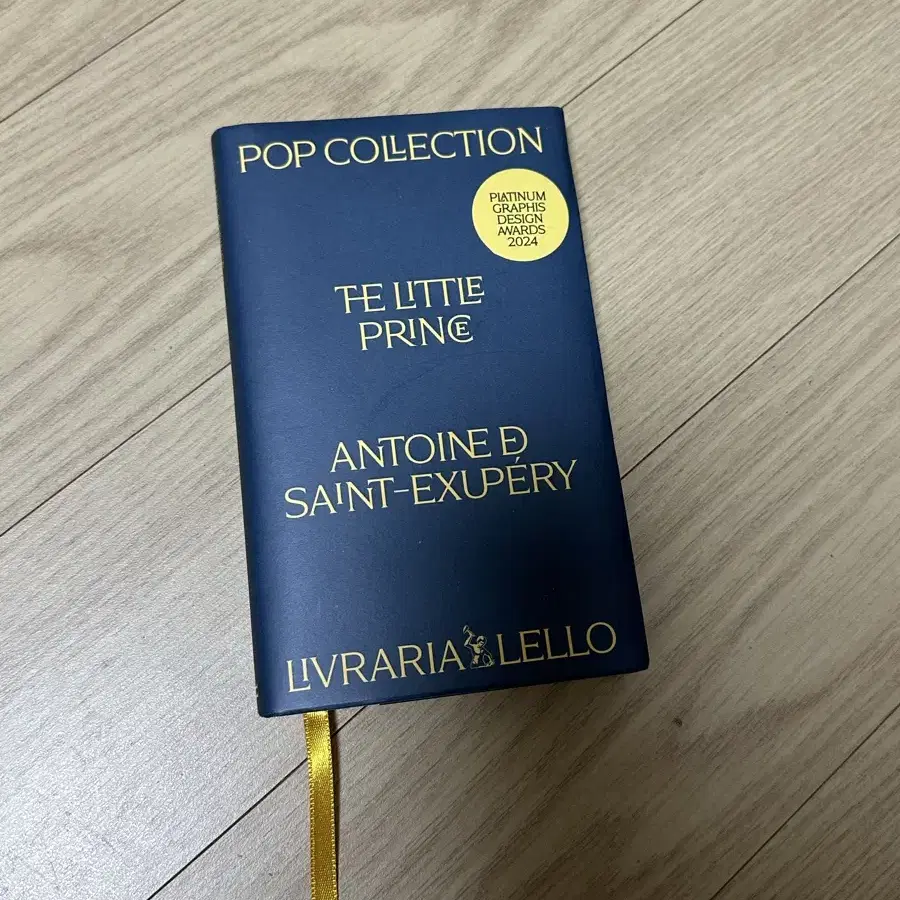 POP COLLECTION
PLATINUM
GRAPHIS
DESIGN
AWARDS
2024
THE LITTLE
PRINCE
ANTOINE DE
SAINT-EXUPÉRY
LIVRARIA LELLO